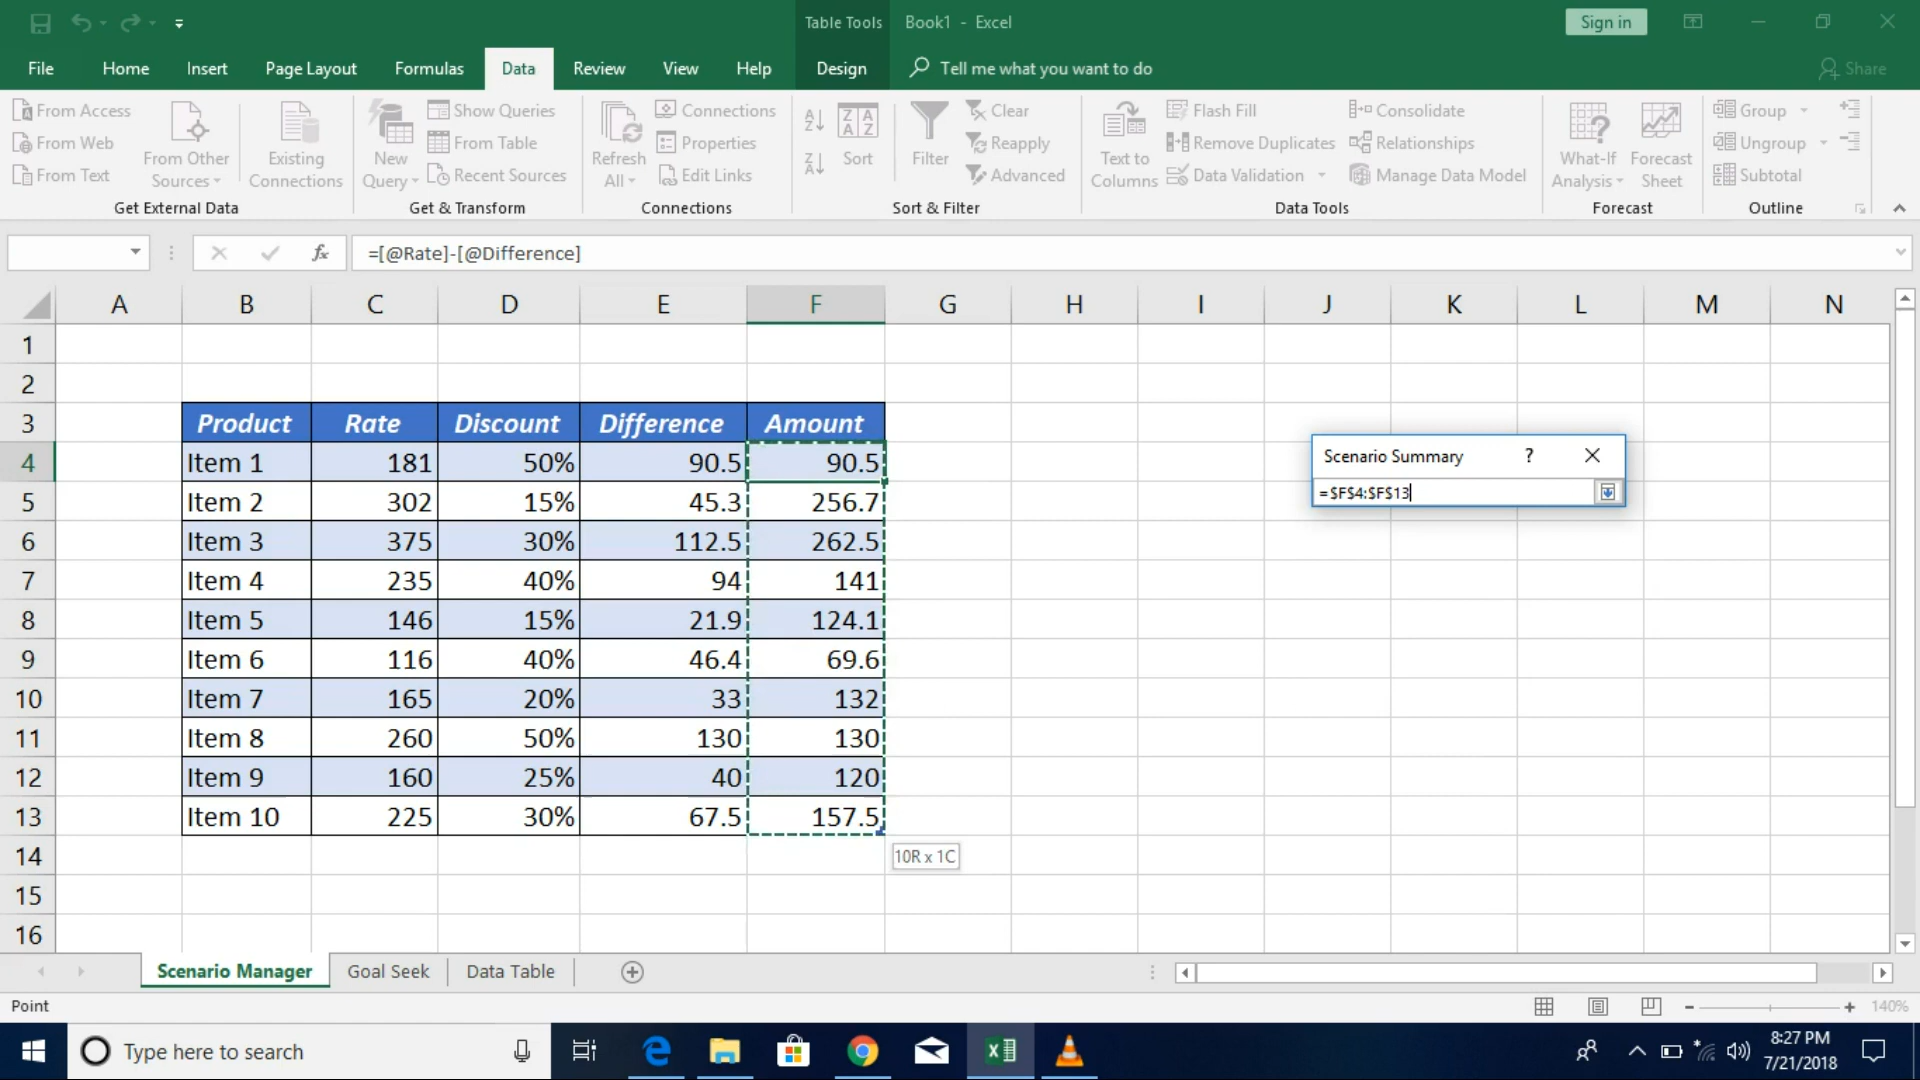 Table Tools Book1 - Excel Sign in
File Home Insert Page Layout Formulas Data Review View Help Design Tell me what you want to do Share
From Access
From Web
From Text
From Other Sources
Existing Connections
Get External Data
New Query
Show Queries
From Table
Recent Sources
Get & Transform
Refresh All
Connections
Properties
Edit Links
Connections
Sort
Filter
Clear
Reapply
Advanced
Sort & Filter
Text to Columns
Flash Fill
Remove Duplicates
Data Validation
Consolidate
Relationships
Manage Data Model
Data Tools
What-If Analysis
Forecast Sheet
Forecast
Group
Ungroup
Subtotal
Outline
fx =[@Rate]-[@Difference]
A B C D E F G H I J K L M N
1
2
3 Product Rate Discount Difference Amount
4 Item 1 181 50% 90.5 90.5
5 Item 2 302 15% 45.3 256.7
6 Item 3 375 30% 112.5 262.5
7 Item 4 235 40% 94 141
8 Item 5 146 15% 21.9 124.1
9 Item 6 116 40% 46.4 69.6
10 Item 7 165 20% 33 132
11 Item 8 260 50% 130 130
12 Item 9 160 25% 40 120
13 Item 10 225 30% 67.5 157.5
14
15
16
10R x 1C
Scenario Summary ?
=$F$4:$F$13
Scenario Manager Goal Seek Data Table
Point 140%
Type here to search
8:27 PM
7/21/2018